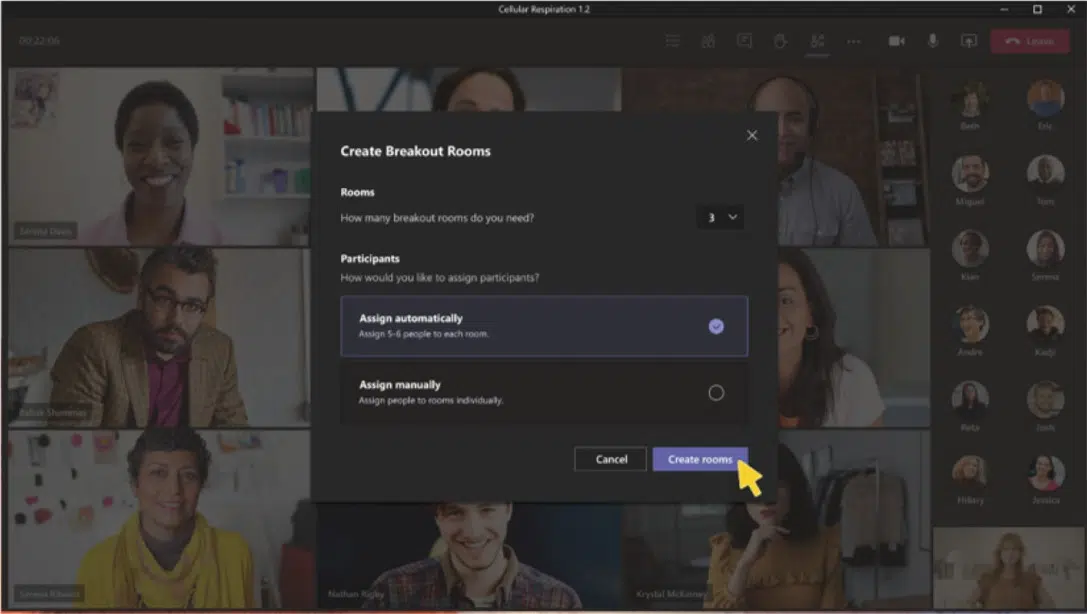 Cellular Respiration 1.2
00:22:06
Leave
Create Breakout Rooms
Rooms
How many breakout rooms do you need?
3
Participants
How would you like to assign participants?
Assign automatically
Assign 5-6 people to each room.
Assign manually
Assign people to rooms individually.
Cancel
Create rooms
Beth
Eric
Miguel
Tom
Kian
Serena
Andre
Kadji
Reta
Josh
Hillary
Jessica
Serena Davis
Babak Shammas
Serena Ribeiro
Nathan Rigby
Krystal McKinney